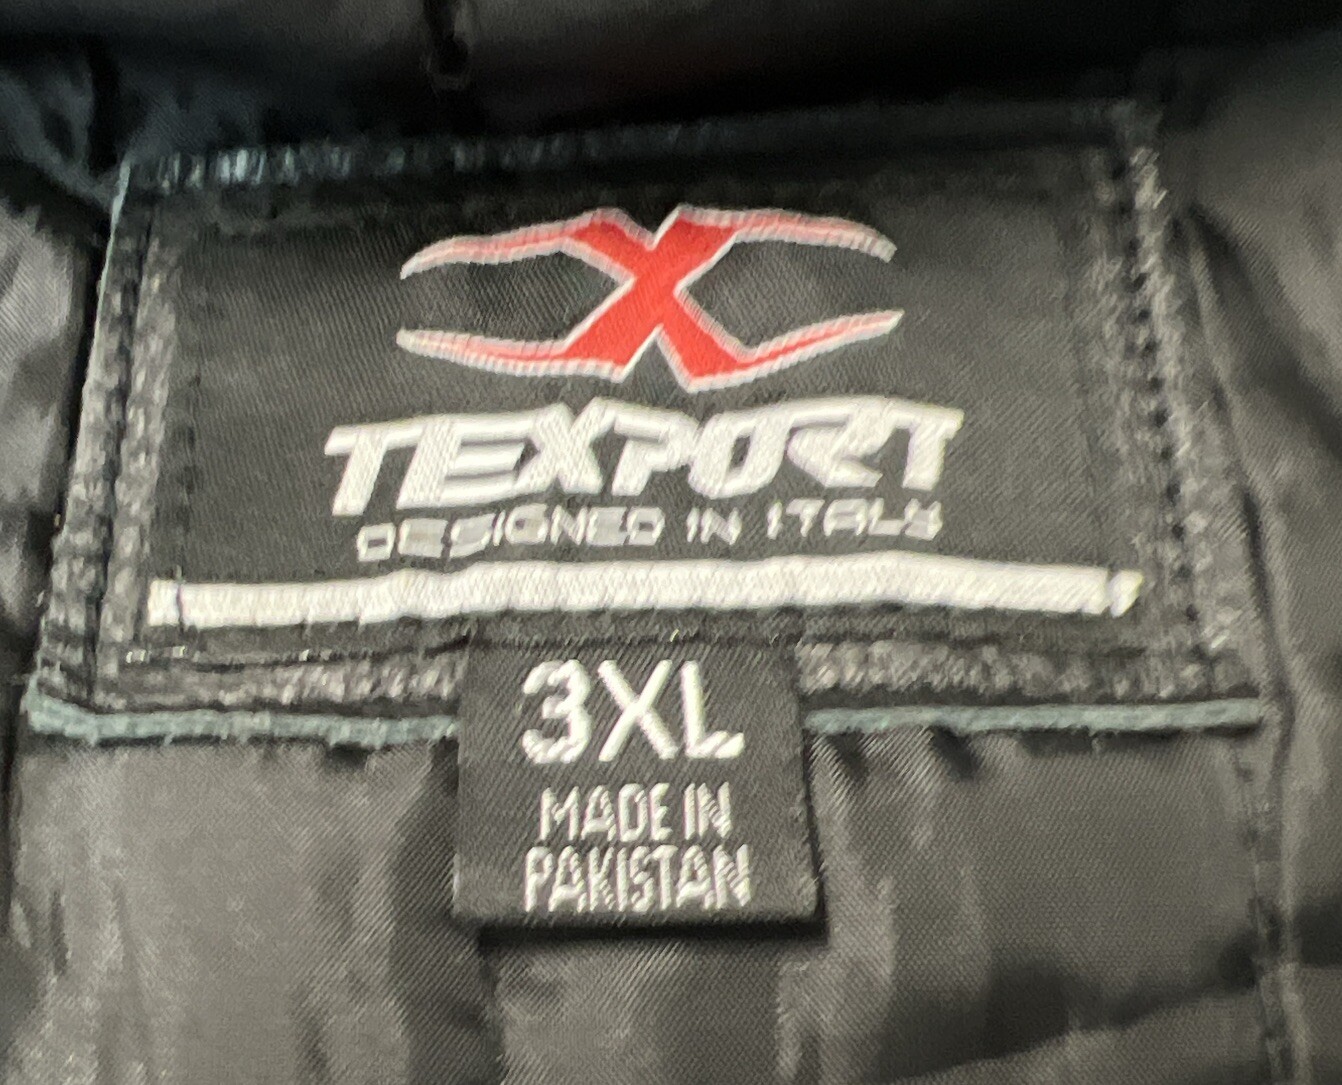 X
TEXPORT
DESIGNED IN ITALY
3XL
MADE IN
PAKISTAN